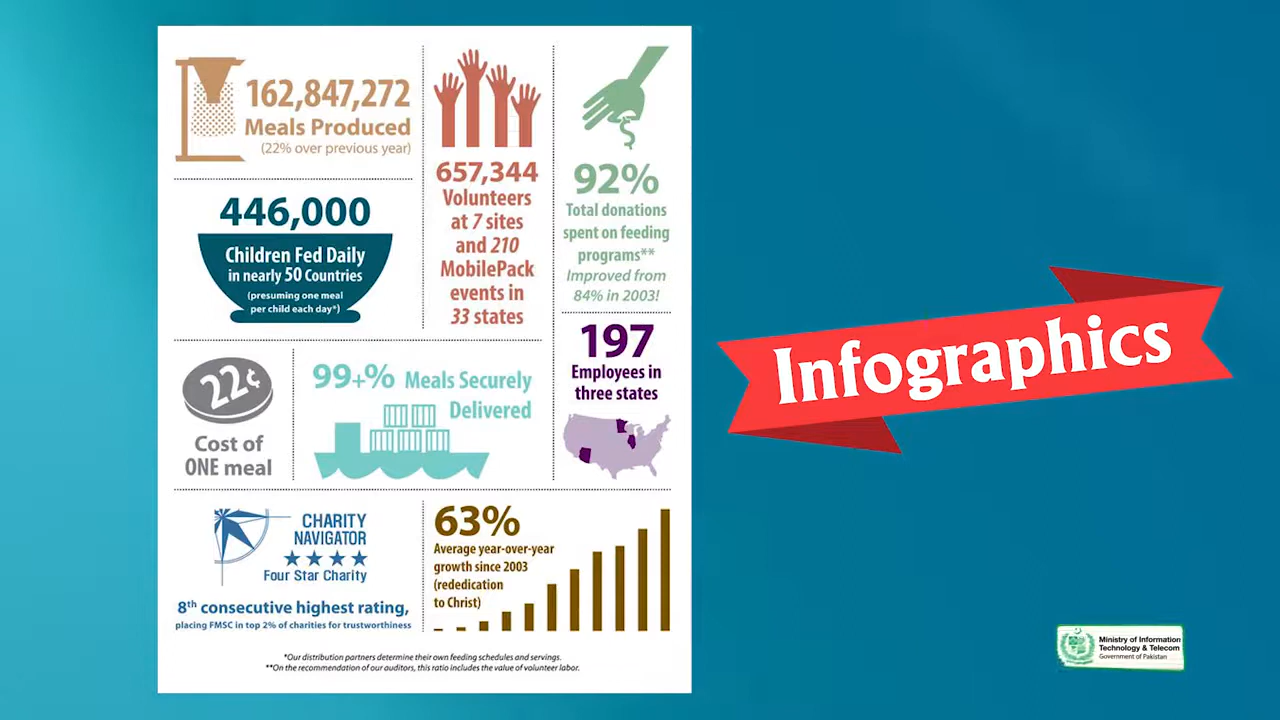 162,847,272
Meals Produced
(22% over previous year)
446,000
Children Fed Daily
in nearly 50 Countries
(presuming one meal
per child each day*)
657,344
Volunteers
at 7 sites
and 210
MobilePack
events in
33 states
92%
Total donations
spent on feeding
programs**
Improved from
84% in 2003!
197
Employees in
three states
22¢
Cost of
ONE meal
99+% Meals Securely
Delivered
CHARITY
NAVIGATOR
★★★★
Four Star Charity
8th consecutive highest rating,
placing FMSC in top 2% of charities for trustworthiness
63%
Average year-over-year
growth since 2003
(rededication
to Christ)
*Our distribution partners determine their own feeding schedules and servings.
**On the recommendation of our auditors, this ratio includes the value of volunteer labor.
Infographics
Ministry of Information
Technology & Telecom
Government of Pakistan